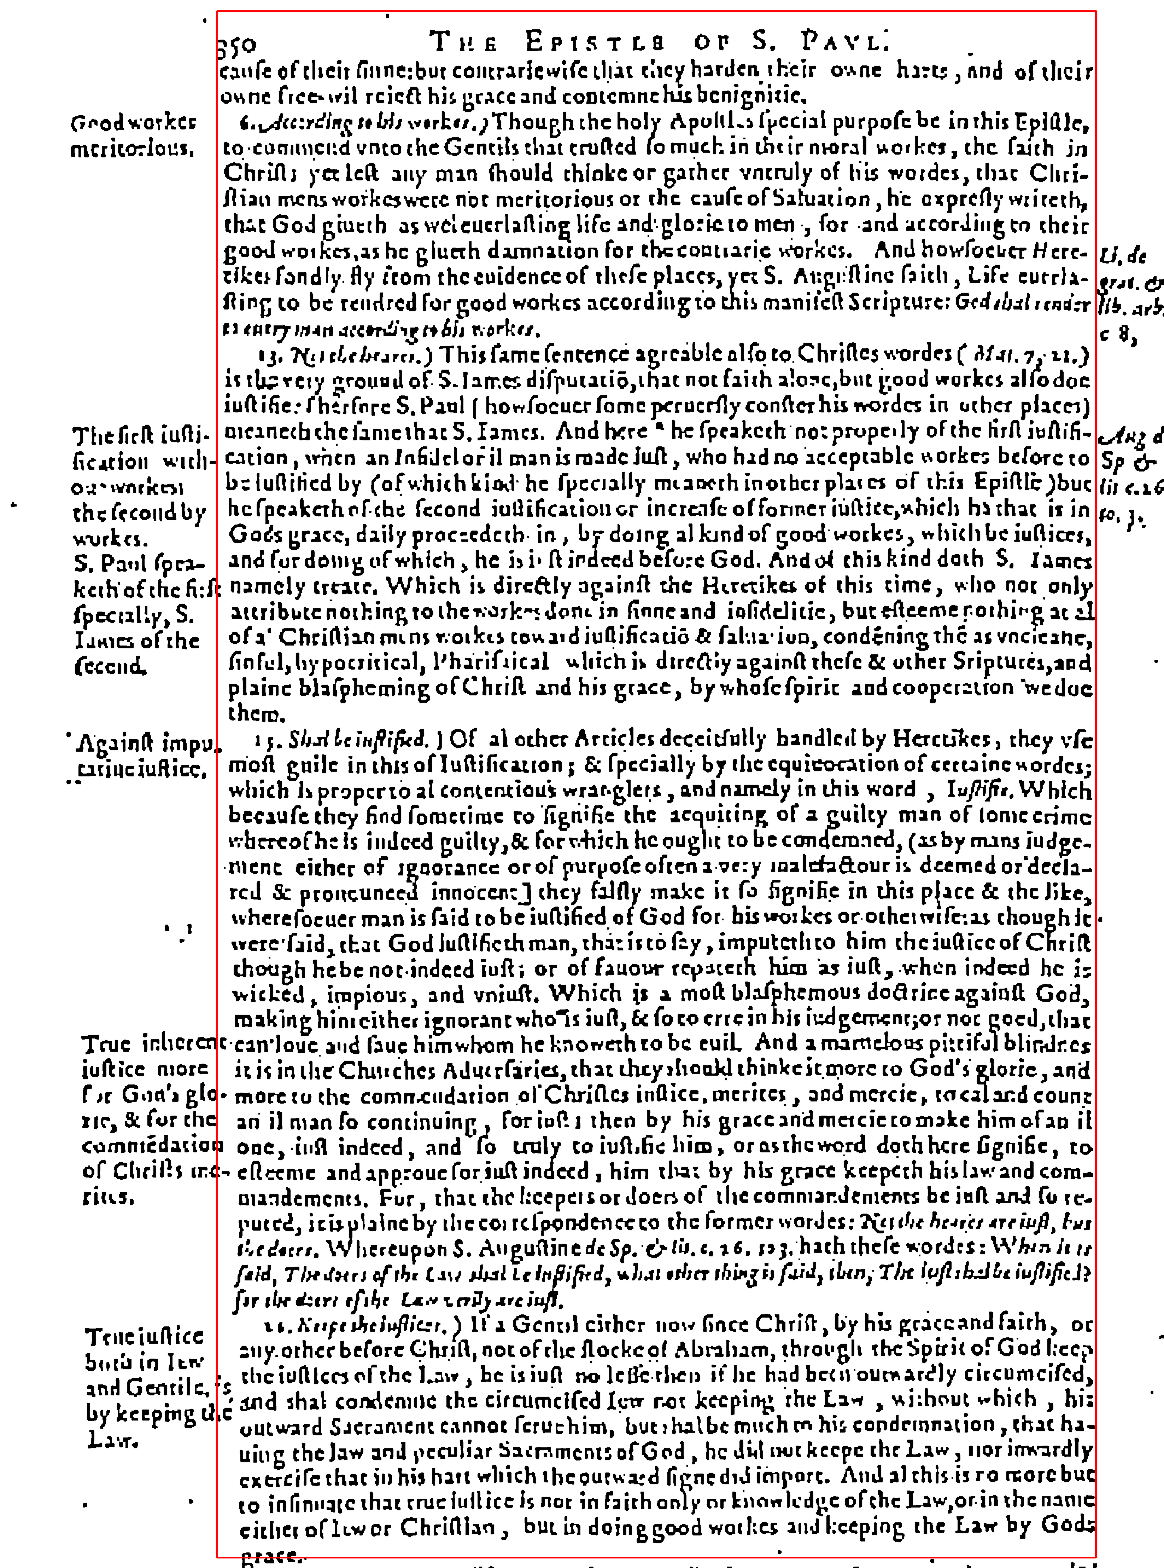 350 THE EPISTLE OF S. PAVL.
cauſe of their ſinne: but contrariewiſe that they harden their owne harts, and of their
owne free-wil reiect his grace and contemne his benignitie.
Good workes
meritorious.
6. According to his workes.) Though the holy Apoſtles ſpecial purpoſe be in this Epiſtle,
to commend vnto the Gentils that truſted ſo much in their moral workes, the faith in
Chriſt; yet leſt any man ſhould thinke or gather vntruly of his wordes, that Chri-
ſtian mens workes were not meritorious or the cauſe of Saluation, he expreſly writeth,
that God giueth as wel euerlaſting life and glorie to men, for and according to their
good workes, as he giueth damnation for the contrarie workes. And howſoeuer Here-
tikes fondly fly from the euidence of theſe places, yet S. Auguſtine ſaith, Life euerla-
ſting to be rendred for good workes according to this manifeſt Scripture: God shal render
to euery man according to his workes.
Li. de
grat. &
lib. arb.
c 8,
13. Not the hearers.) This ſame ſentence agreable alſo to Chriſtes wordes (Mat. 7, 21.)
is the very ground of S. Iames diſputatiō, that not faith alone, but good workes alſo doe
iuſtifie: therfore S. Paul (howſoeuer ſome peruerſly conſter his wordes in other places)
meaneth the ſame that S. Iames. And here * he ſpeaketh not properly of the firſt iuſtifi-
cation, when an Infidel or il man is made iuſt, who had no acceptable workes before to
be iuſtified by (of which kind he ſpecially meaneth in other places of this Epiſtle) but
he ſpeaketh of the ſecond iuſtification or increaſe of former iuſtice, which he that is in
Gods grace, daily proceedeth in, by doing al kind of good workes, which be iuſtices,
and for doing of which, he is iuſt indeed before God. And of this kind doth S. Iames
namely treate. Which is directly againſt the Heretikes of this time, who not only
attribute nothing to the workes done in ſinne and infidelitie, but eſteeme nothing at al
of al Chriſtian mens workes toward iuſtificatiō & ſaluation, condēning thē as vncleane,
ſinful, hypocritical, Phariſaical which is directly againſt theſe & other Sriptures, and
plaine blaſpheming of Chriſt and his grace, by whoſe ſpirit and cooperation we doe
them.
The firſt iuſti-
fication with-
out workes:
the ſecond by
workes.
S. Paul ſpea-
keth of the firſt
ſpecially, S.
Iames of the
ſecond.
Aug d
Sp &
lit c. 26
to. 3.
Againſt impu
tatiue iuſtice.
13. Shal be iuſtified.) Of al other Articles deceitfully handled by Heretikes, they vſe
moſt guile in this of Iuſtification; & ſpecially by the equiuocation of certaine wordes;
which is proper to al contentious wranglers, and namely in this word, Iuſtifie. Which
becauſe they find ſometime to ſignifie the acquiting of a guilty man of ſome crime
whereof he is indeed guilty, & for which he ought to be condemned, (as by mans iudge-
ment either of ignorance or of purpoſe often a very malefactour is deemed or decla-
red & pronounced innocent] they falſly make it ſo ſignifie in this place & the like,
whereſoeuer man is ſaid to be iuſtified of God for his workes or otherwiſe: as though it
were ſaid, that God iuſtifieth man, that is to ſay, imputeth to him the iuſtice of Chriſt
though he be not indeed iuſt; or of fauour reputeth him as iuſt, when indeed he is
wicked, impious, and vniuſt. Which is a moſt blaſphemous doctrine againſt God,
making him either ignorant who is iuſt, & ſo to erre in his iudgement; or not good, that
can loue and ſaue him whom he knoweth to be euil. And a maruelous pittiful blindnes
it is in the Churches Aduerſaries, that they ſhould thinke it more to God's glorie, and
more to the commendation of Chriſtes iuſtice, merites, and mercie, to cal and count
an il man ſo continuing, for iuſt; then by his grace and mercie to make him of an il
one, iuſt indeed, and ſo truly to iuſtifie him, or as the word doth here ſignifie, to
eſteeme and approue for iuſt indeed, him that by his grace keepeth his law and com-
mandements. For, that the keepers or doers of the commandements be iuſt and ſo re-
puted, it is plaine by the correſpondence to the former wordes: Not the hearers are iuſt, but
the doers. Whereupon S. Auguſtine de Sp. & lit. c. 26. to 3. hath theſe wordes: When it is
ſaid, The doers of the Law shal be iuſtified, what other thing is ſaid, then, The iuſt shal be iuſtified?
for the doers of the Law verily are iuſt.
True inherent
iuſtice more
for God's glo-
rie, & for the
commēdation
of Chriſts me-
rites.
26. Keepe the iuſtices.) If a Gentil either now ſince Chriſt, by his grace and faith, or
any other before Chriſt, not of the ſtocke of Abraham, through the Spirit of God keep
the iuſtices of the Law, he is iuſt no leſſe then if he had been outwardly circumciſed,
and shal condemne the circumciſed Iew not keeping the Law, without which, his
outward Sacrament cannot ſerue him, but shal be much to his condemnation, that ha-
uing the law and peculiar Sacraments of God, he did not keepe the Law, nor inwardly
exerciſe that in his hart which the outward ſigne did import. And al this is no more but
to inſinuate that true iuſtice is not in faith only or knowledge of the Law, or in the name
either of Iew or Chriſtian, but in doing good workes and keeping the Law by Gods
grace.
True iuſtice
both in Iew
and Gentile, is
by keeping the
Law.